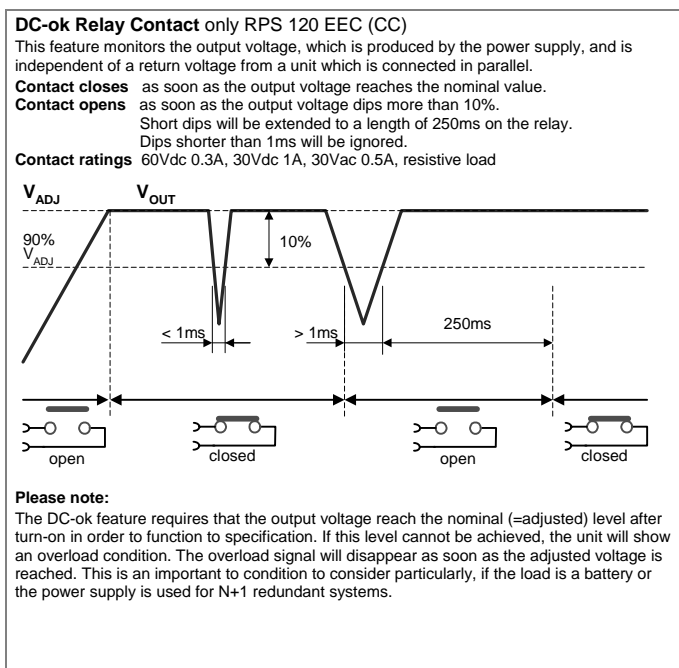 DC-ok Relay Contact only RPS 120 EEC (CC)
This feature monitors the output voltage, which is produced by the power supply, and is
independent of a return voltage from a unit which is connected in parallel.
Contact closes as soon as the output voltage reaches the nominal value.
Contact opens as soon as the output voltage dips more than 10%.
Short dips will be extended to a length of 250ms on the relay.
Dips shorter than 1ms will be ignored.
Contact ratings 60Vdc 0.3A, 30Vdc 1A, 30Vac 0.5A, resistive load
VADJ VOUT
90%
VADJ
10%
< 1ms > 1ms 250ms
open closed open closed
Please note:
The DC-ok feature requires that the output voltage reach the nominal (=adjusted) level after
turn-on in order to function to specification. If this level cannot be achieved, the unit will show
an overload condition. The overload signal will disappear as soon as the adjusted voltage is
reached. This is an important to condition to consider particularly, if the load is a battery or
the power supply is used for N+1 redundant systems.